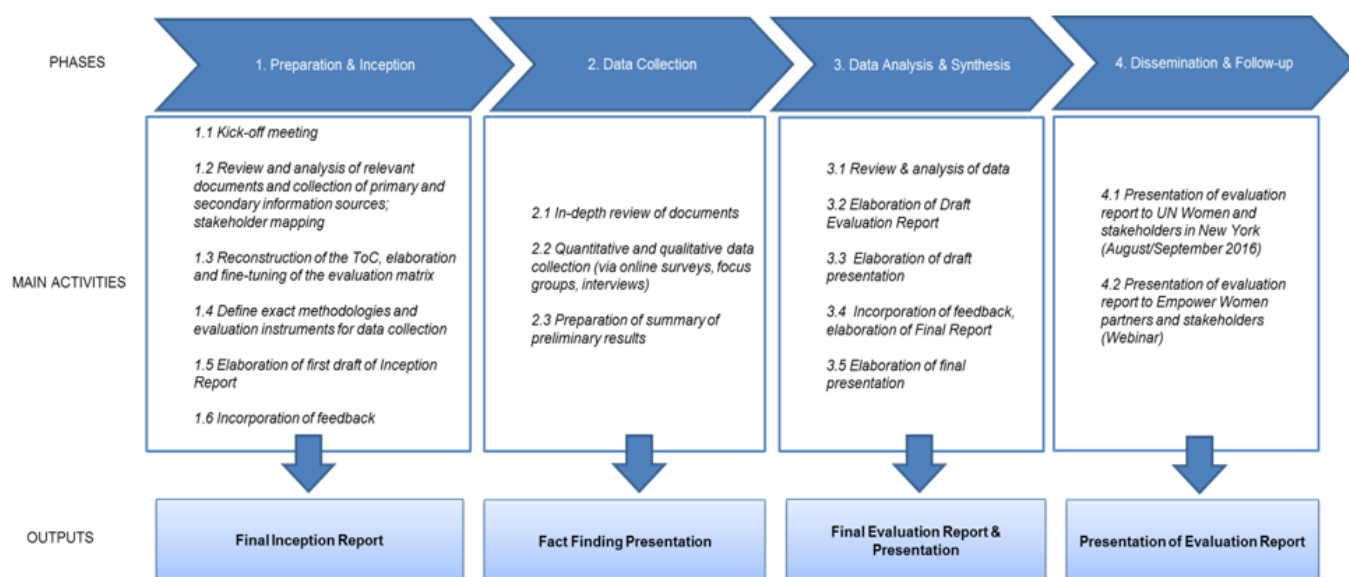 PHASES
1. Preparation & Inception
2. Data Collection
3. Data Analysis & Synthesis
4. Dissemination & Follow-up
MAIN ACTIVITIES
1.1 Kick-off meeting
1.2 Review and analysis of relevant
documents and collection of primary and
secondary information sources;
stakeholder mapping
1.3 Reconstruction of the ToC, elaboration
and fine-tuning of the evaluation matrix
1.4 Define exact methodologies and
evaluation instruments for data collection
1.5 Elaboration of first draft of Inception
Report
1.6 Incorporation of feedback
2.1 In-depth review of documents
2.2 Quantitative and qualitative data
collection (via online surveys, focus
groups, interviews)
2.3 Preparation of summary of
preliminary results
3.1 Review & analysis of data
3.2 Elaboration of Draft
Evaluation Report
3.3 Elaboration of draft
presentation
3.4 Incorporation of feedback,
elaboration of Final Report
3.5 Elaboration of final
presentation
4.1 Presentation of evaluation
report to UN Women and
stakeholders in New York
(August/September 2016)
4.2 Presentation of evaluation
report to Empower Women
partners and stakeholders
(Webinar)
OUTPUTS
Final Inception Report
Fact Finding Presentation
Final Evaluation Report &
Presentation
Presentation of Evaluation Report